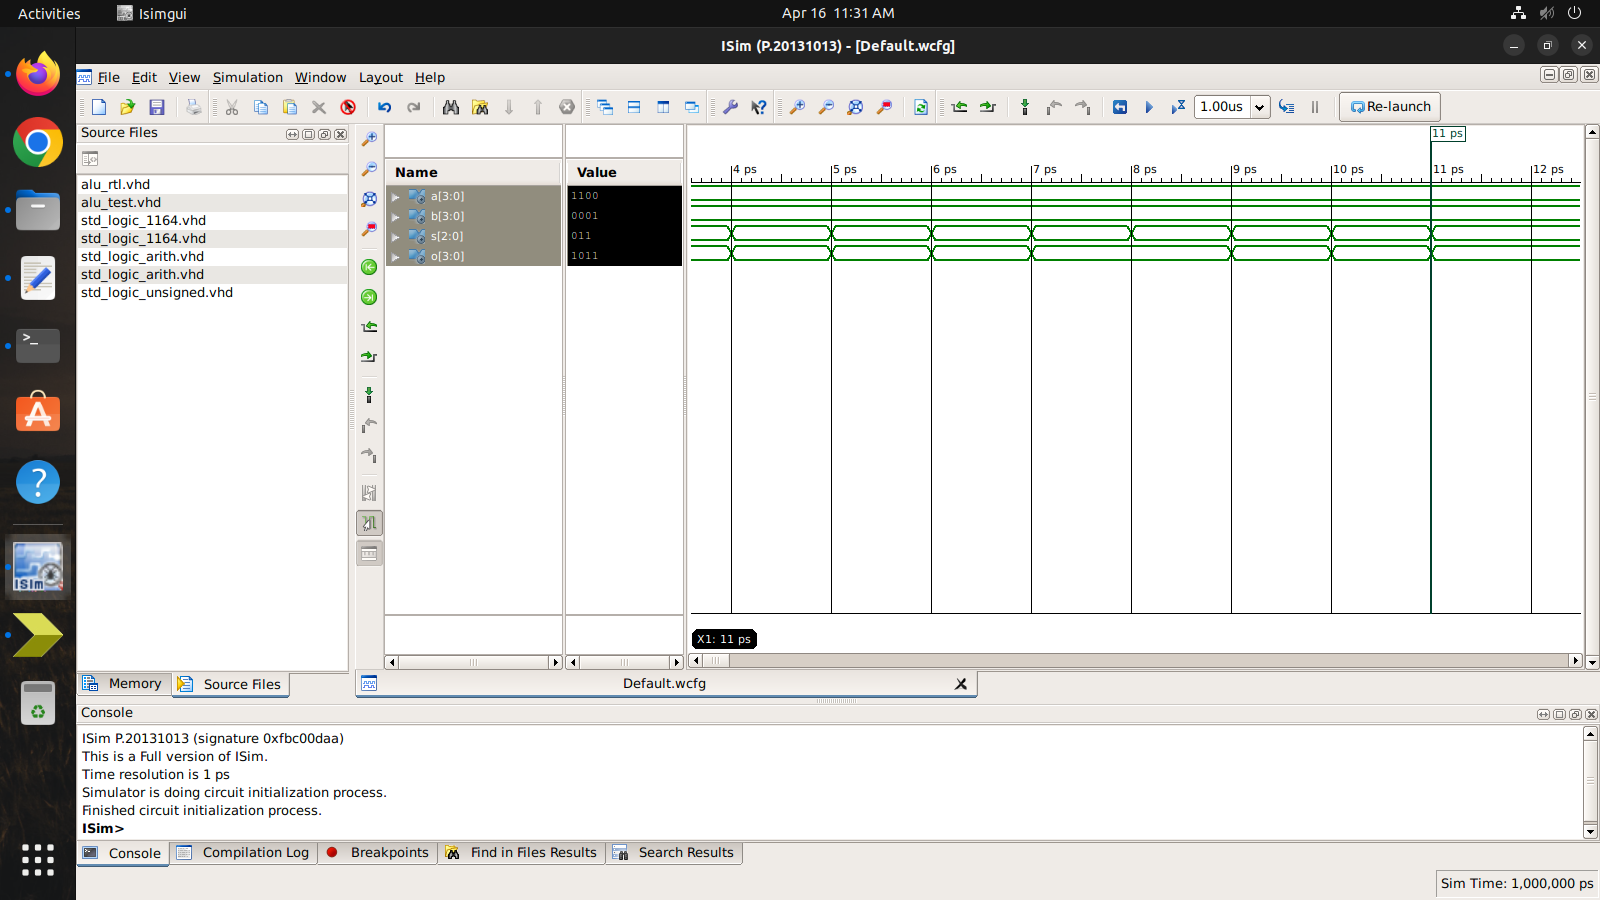 Activities
Isimgui
Apr 16 11:31 AM
ISim (P.20131013) - [Default.wcfg]
File Edit View Simulation Window Layout Help
1.00us
Re-launch
Source Files
alu_rtl.vhd
alu_test.vhd
std_logic_1164.vhd
std_logic_1164.vhd
std_logic_arith.vhd
std_logic_arith.vhd
std_logic_unsigned.vhd
Memory
Source Files
Name
Value
a[3:0] 1100
b[3:0] 0001
s[2:0] 011
o[3:0] 1011
11 ps
4 ps 5 ps 6 ps 7 ps 8 ps 9 ps 10 ps 11 ps 12 ps
X1: 11 ps
Default.wcfg
Console
ISim P.20131013 (signature 0xfbc00daa)
This is a Full version of ISim.
Time resolution is 1 ps
Simulator is doing circuit initialization process.
Finished circuit initialization process.
ISim>
Console
Compilation Log
Breakpoints
Find in Files Results
Search Results
Sim Time: 1,000,000 ps
ISim